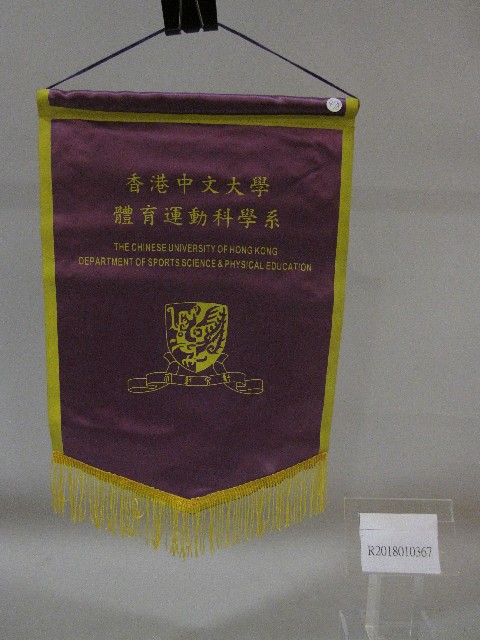 香港中文大學
體育運動科學系
THE CHINESE UNIVERSITY OF HONG KONG
DEPARTMENT OF SPORTS SCIENCE & PHYSICAL EDUCATION
R2018010367